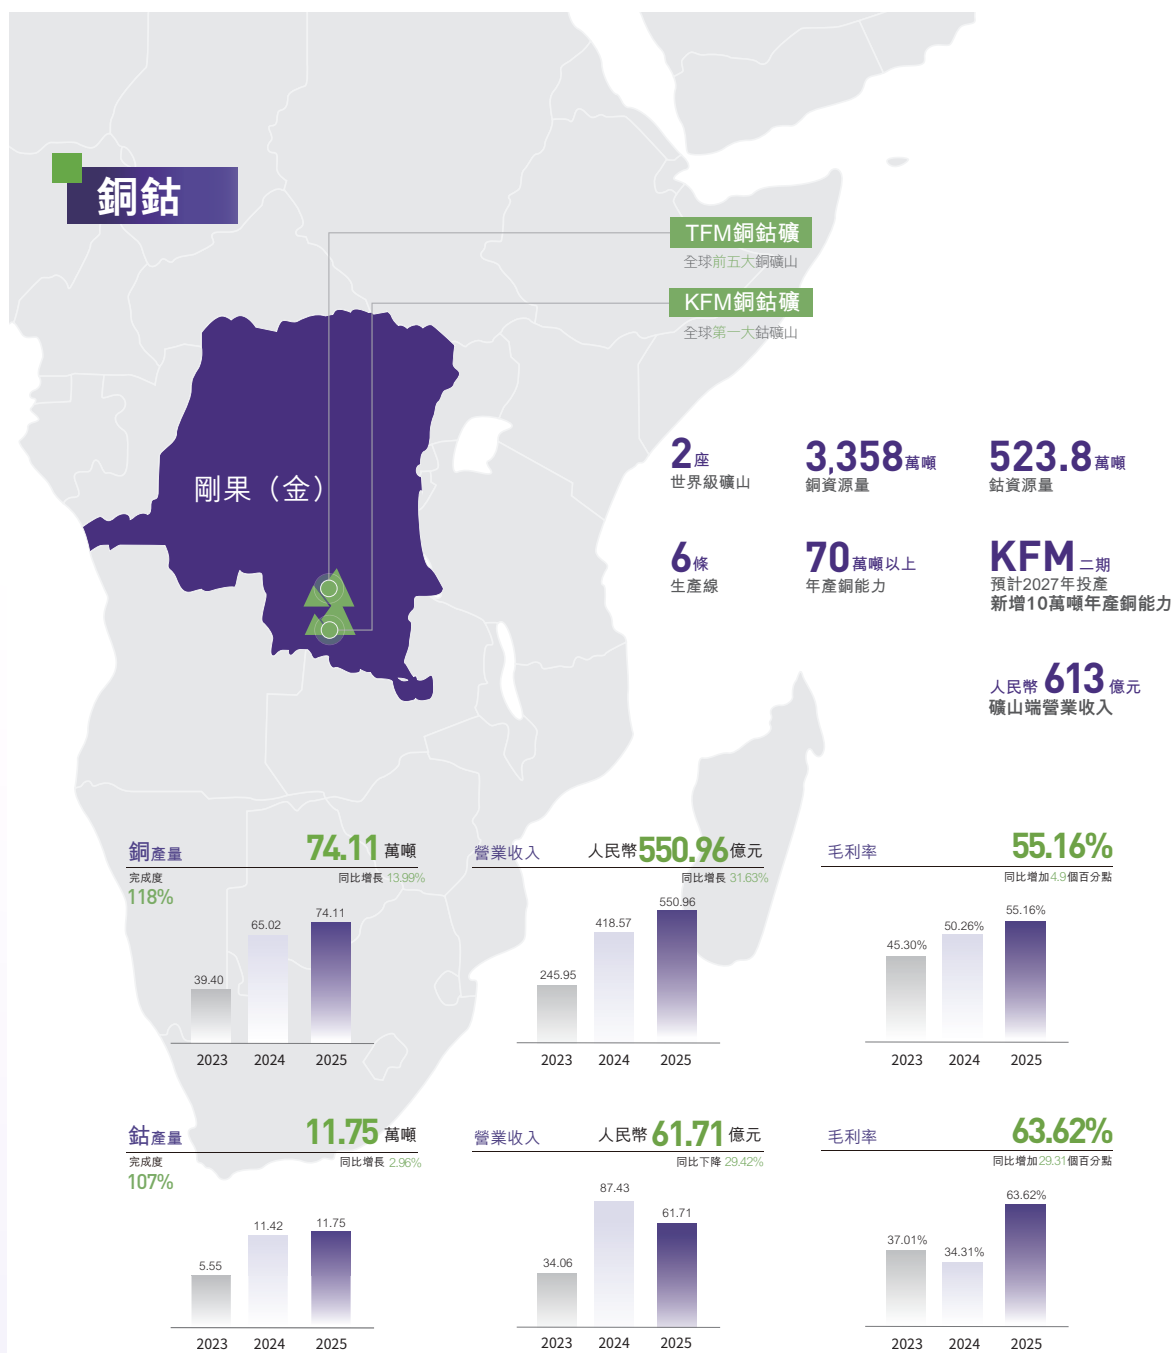 銅鈷
TFM銅鈷礦
全球前五大銅礦山
KFM銅鈷礦
全球第一大鈷礦山
剛果（金）
2座
世界級礦山
3,358萬噸
銅資源量
523.8萬噸
鈷資源量
6條
生產線
70萬噸以上
年產銅能力
KFM二期
預計2027年投產
新增10萬噸年產銅能力
人民幣613億元
礦山端營業收入
銅產量 74.11萬噸
完成度 同比增長 13.99%
118%
39.40 65.02 74.11
2023 2024 2025
營業收入 人民幣550.96億元
同比增長 31.63%
245.95 418.57 550.96
2023 2024 2025
毛利率 55.16%
同比增加4.9個百分點
45.30% 50.26% 55.16%
2023 2024 2025
鈷產量 11.75萬噸
完成度 同比增長 2.96%
107%
5.55 11.42 11.75
2023 2024 2025
營業收入 人民幣61.71億元
同比下降 29.42%
34.06 87.43 61.71
2023 2024 2025
毛利率 63.62%
同比增加29.31個百分點
37.01% 34.31% 63.62%
2023 2024 2025